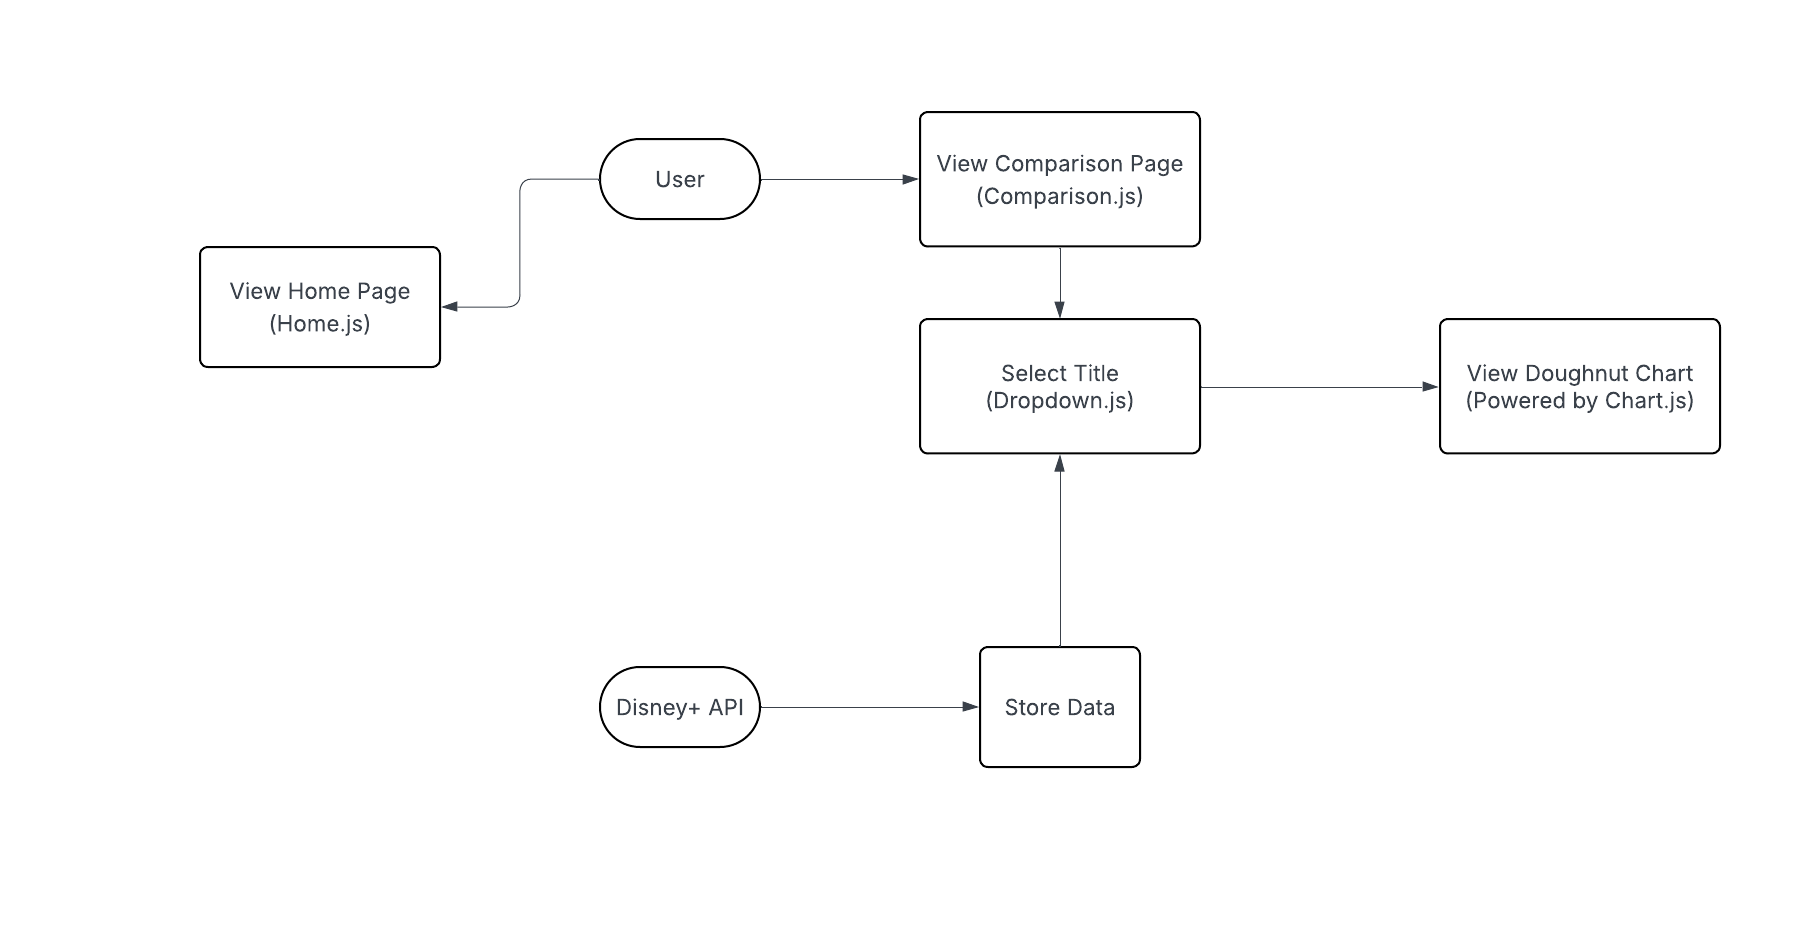 User
View Comparison Page
(Comparison.js)
View Home Page
(Home.js)
Select Title
(Dropdown.js)
View Doughnut Chart
(Powered by Chart.js)
Disney+ API
Store Data